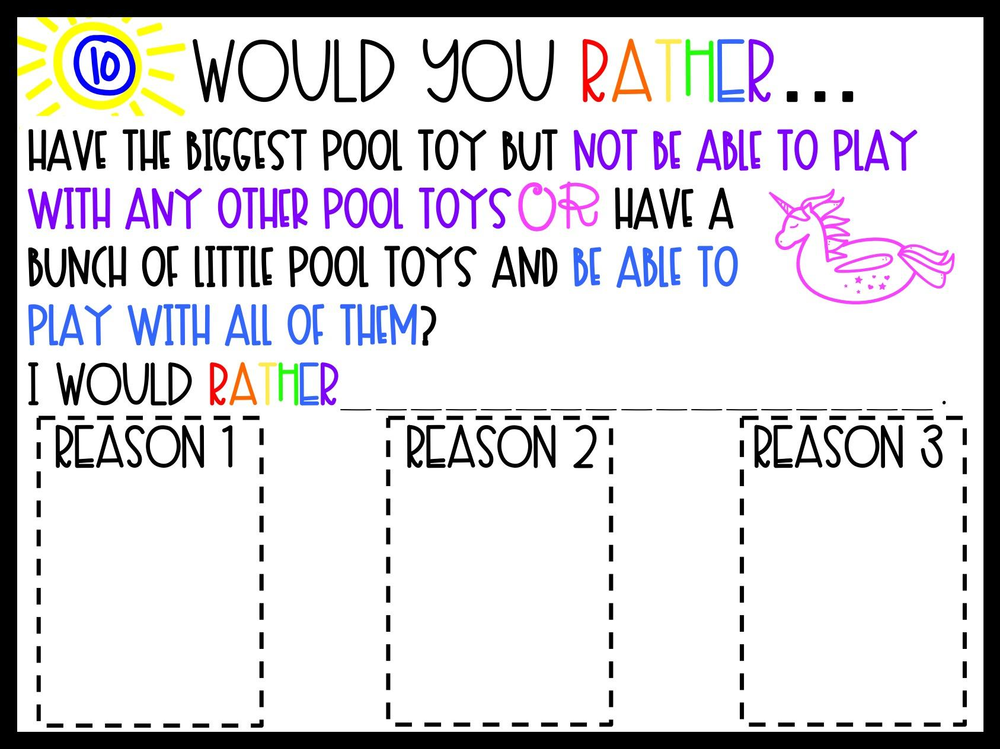 10
WOULD YOU RATHER...
HAVE THE BIGGEST POOL TOY BUT NOT BE ABLE TO PLAY
WITH ANY OTHER POOL TOYS OR HAVE A
BUNCH OF LITTLE POOL TOYS AND BE ABLE TO
PLAY WITH ALL OF THEM?
I WOULD RATHER_________________.
REASON 1
REASON 2
REASON 3